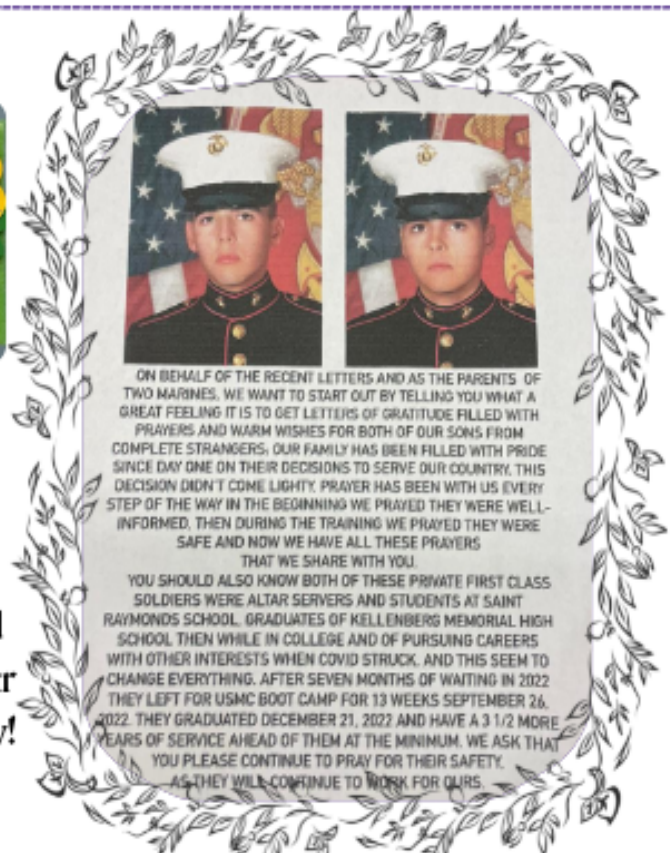 ON BEHALF OF THE RECENT LETTERS AND AS THE PARENTS OF
TWO MARINES, WE WANT TO START OUT BY TELLING YOU WHAT A
GREAT FEELING IT IS TO GET LETTERS OF GRATITUDE FILLED WITH
PRAYERS AND WARM WISHES FOR BOTH OF OUR SONS FROM
COMPLETE STRANGERS; OUR FAMILY HAS BEEN FILLED WITH PRIDE
SINCE DAY ONE ON THEIR DECISIONS TO SERVE OUR COUNTRY. THIS
DECISION DIDN'T COME LIGHTY. PRAYER HAS BEEN WITH US EVERY
STEP OF THE WAY IN THE BEGINNING WE PRAYED THEY WERE WELL-
INFORMED, THEN DURING THE TRAINING WE PRAYED THEY WERE
SAFE AND NOW WE HAVE ALL THESE PRAYERS
THAT WE SHARE WITH YOU.
YOU SHOULD ALSO KNOW BOTH OF THESE PRIVATE FIRST CLASS
SOLDIERS WERE ALTAR SERVERS AND STUDENTS AT SAINT
RAYMONDS SCHOOL, GRADUATES OF KELLENBERG MEMORIAL HIGH
SCHOOL THEN WHILE IN COLLEGE AND OF PURSUING CAREERS
WITH OTHER INTERESTS WHEN COVID STRUCK. AND THIS SEEM TO
CHANGE EVERYTHING. AFTER SEVEN MONTHS OF WAITING IN 2022
THEY LEFT FOR USMC BOOT CAMP FOR 13 WEEKS SEPTEMBER 26,
2022. THEY GRADUATED DECEMBER 21, 2022 AND HAVE A 3 1/2 MORE
YEARS OF SERVICE AHEAD OF THEM AT THE MINIMUM. WE ASK THAT
YOU PLEASE CONTINUE TO PRAY FOR THEIR SAFETY.
AS THEY WILL CONTINUE TO WORK FOR OURS.